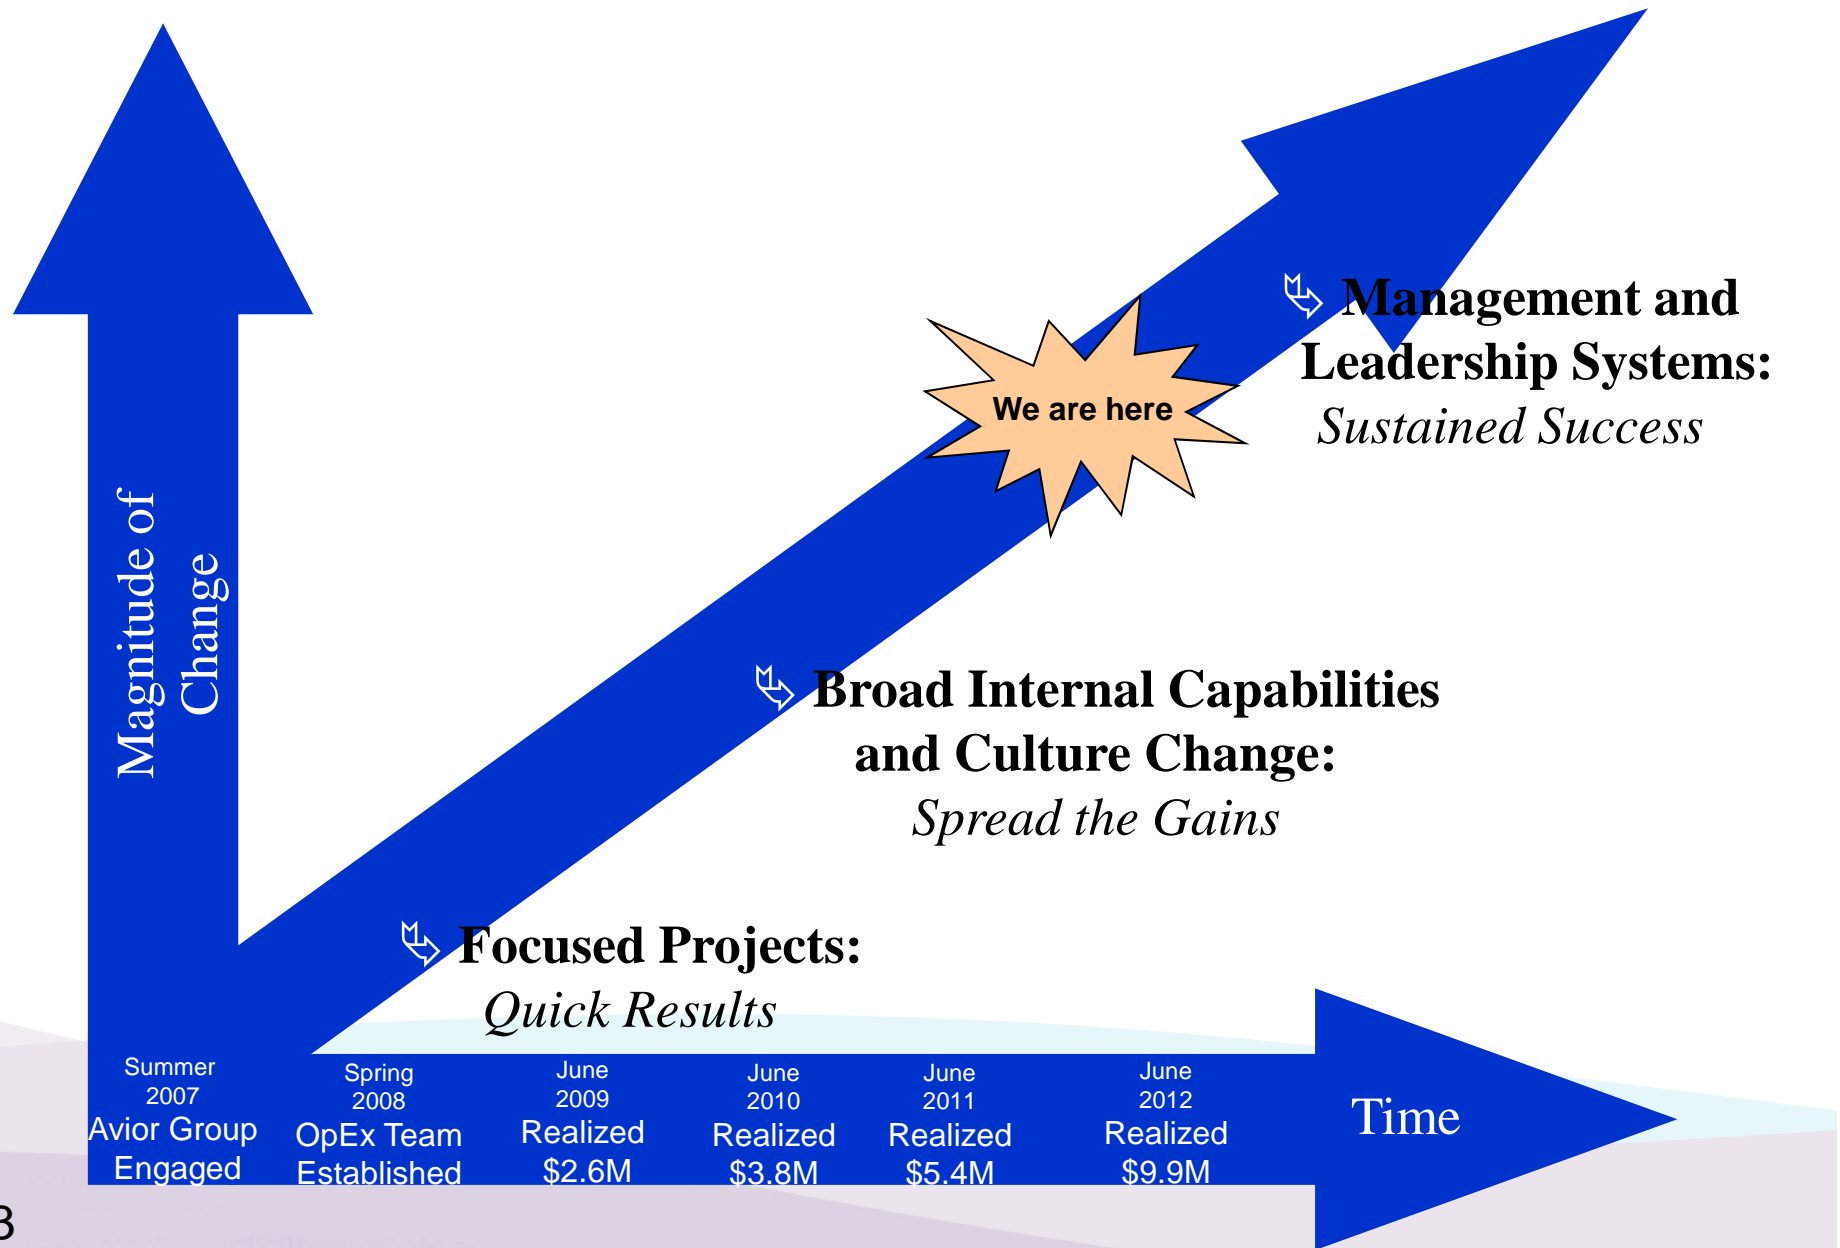 Magnitude of
Change
We are here
Management and
Leadership Systems:
Sustained Success
Broad Internal Capabilities
and Culture Change:
Spread the Gains
Focused Projects:
Quick Results
Summer
2007
Avior Group
Engaged
Spring
2008
OpEx Team
Established
June
2009
Realized
$2.6M
June
2010
Realized
$3.8M
June
2011
Realized
$5.4M
June
2012
Realized
$9.9M
Time
3